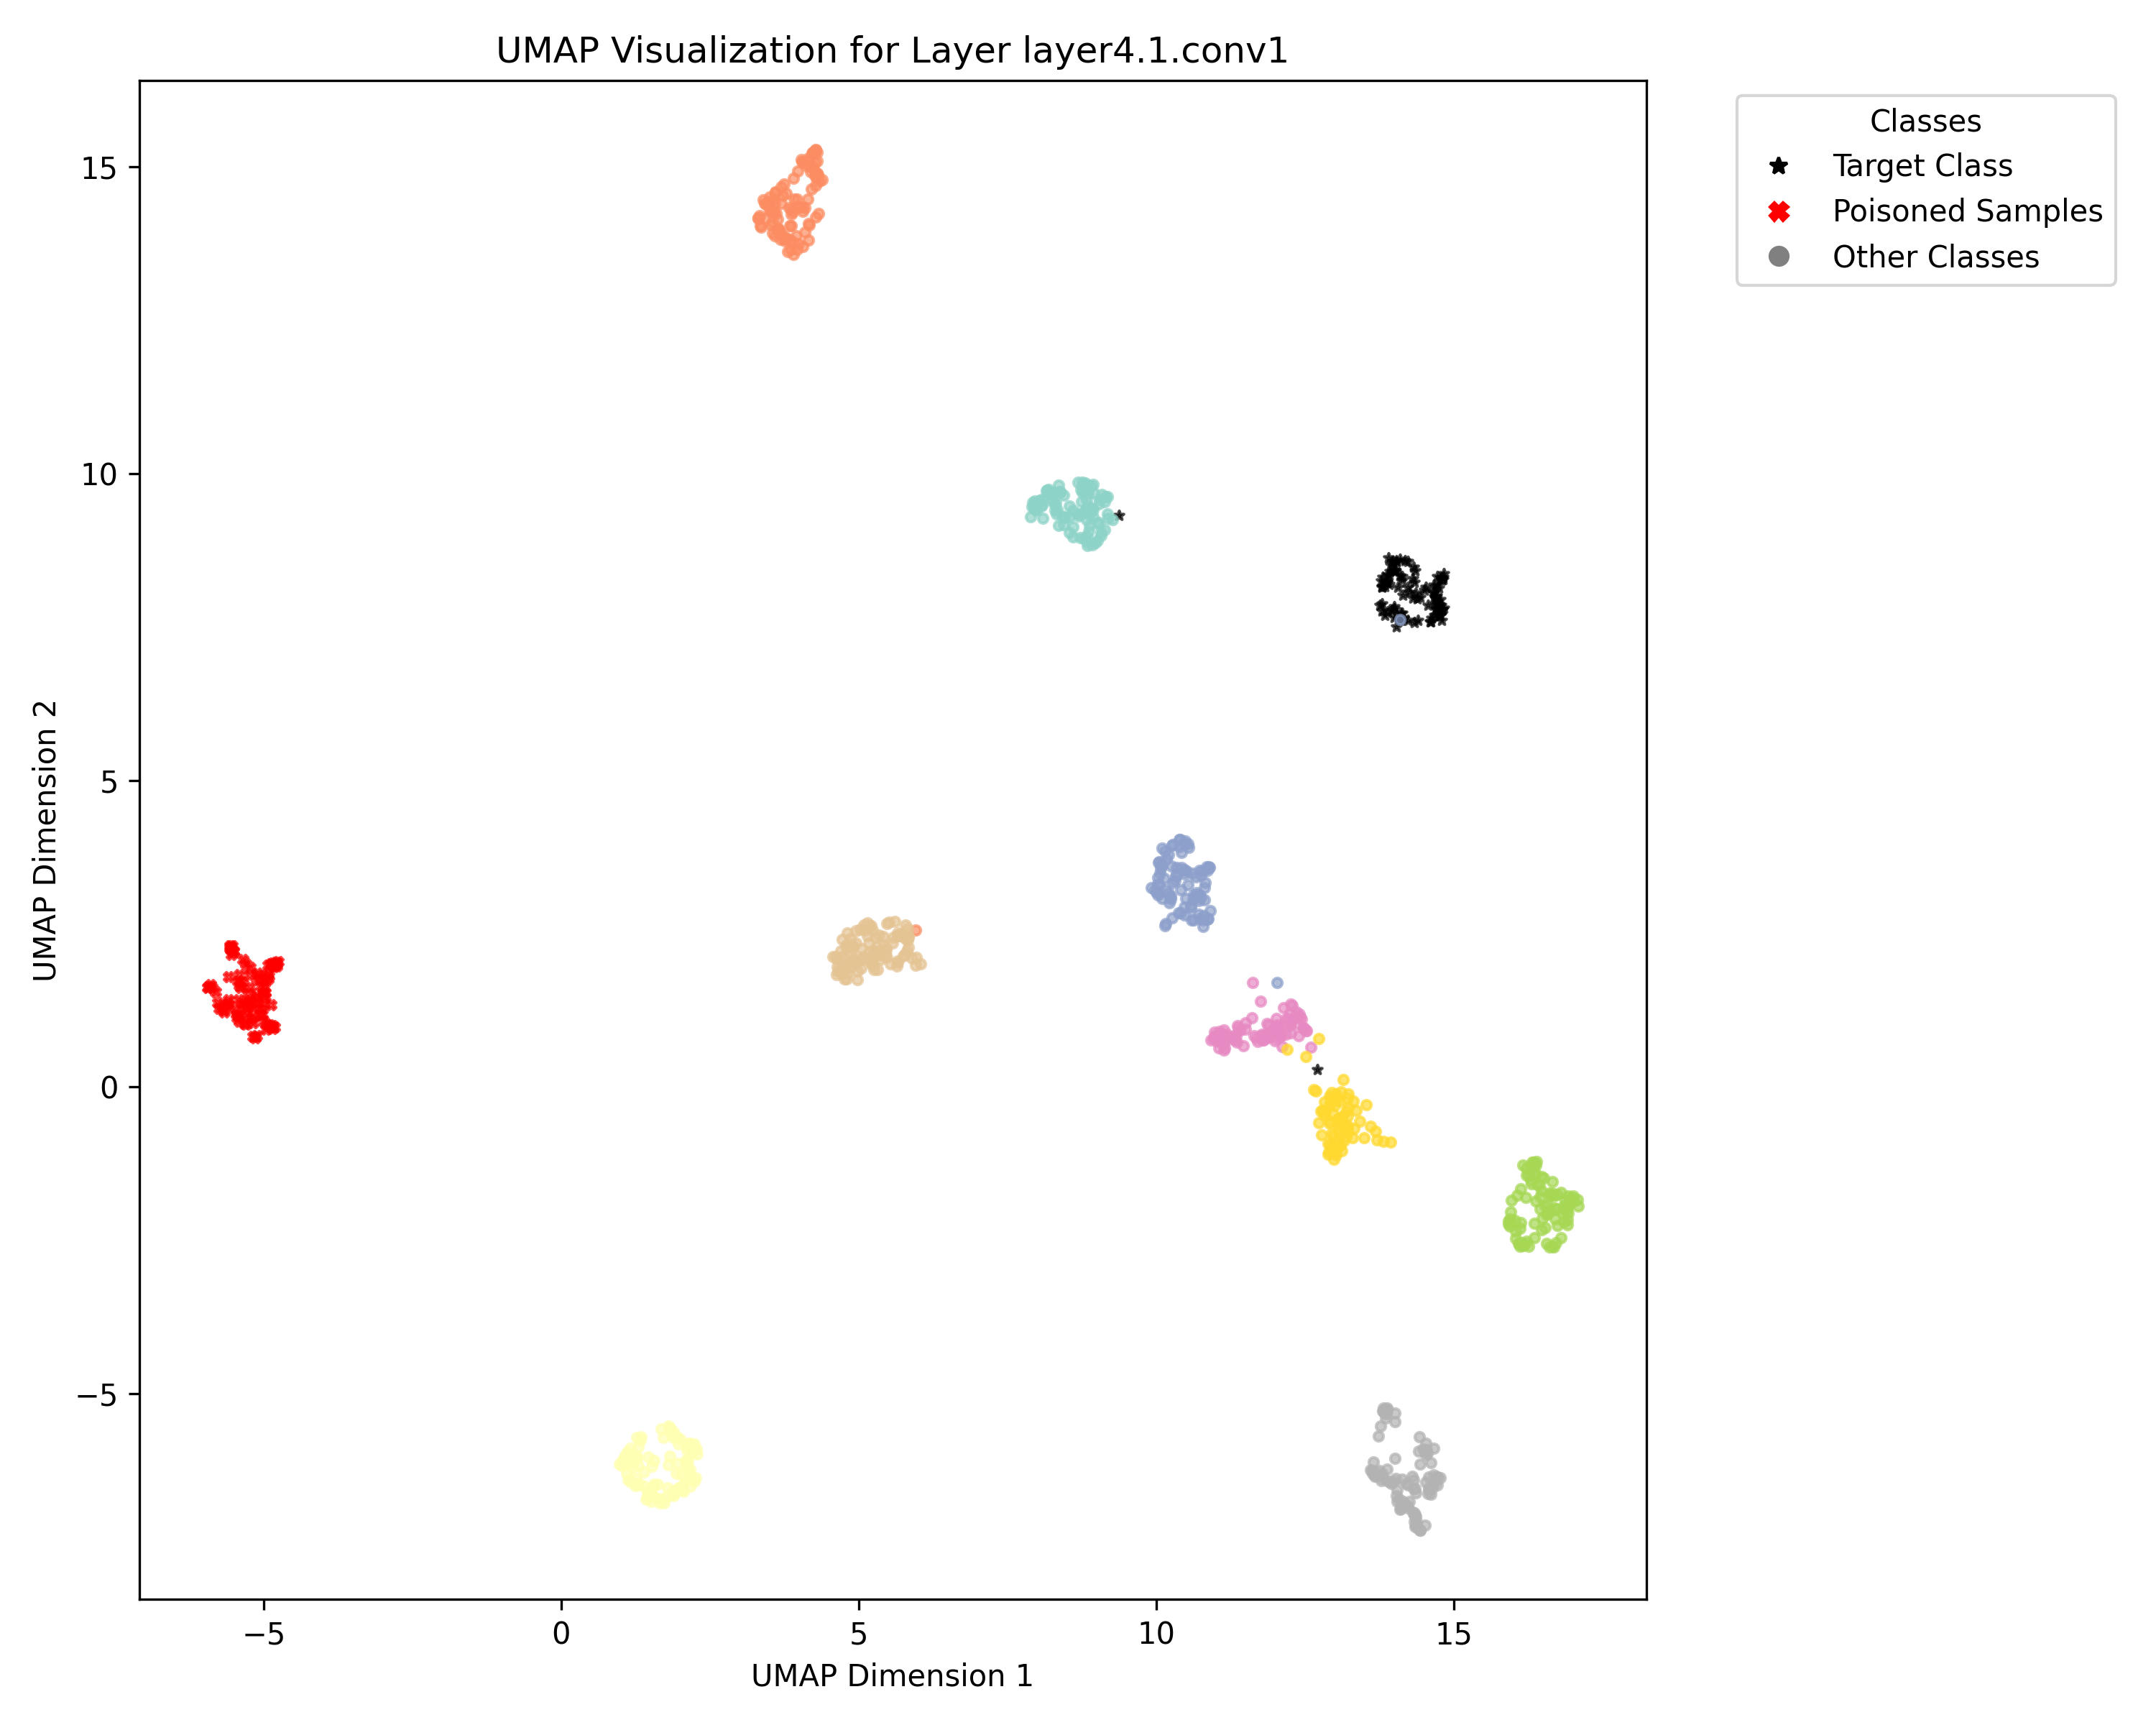 UMAP Visualization for Layer layer4.1.conv1
Classes
Target Class
Poisoned Samples
Other Classes
UMAP Dimension 2
15
10
5
0
−5
−5
0
5
10
15
UMAP Dimension 1